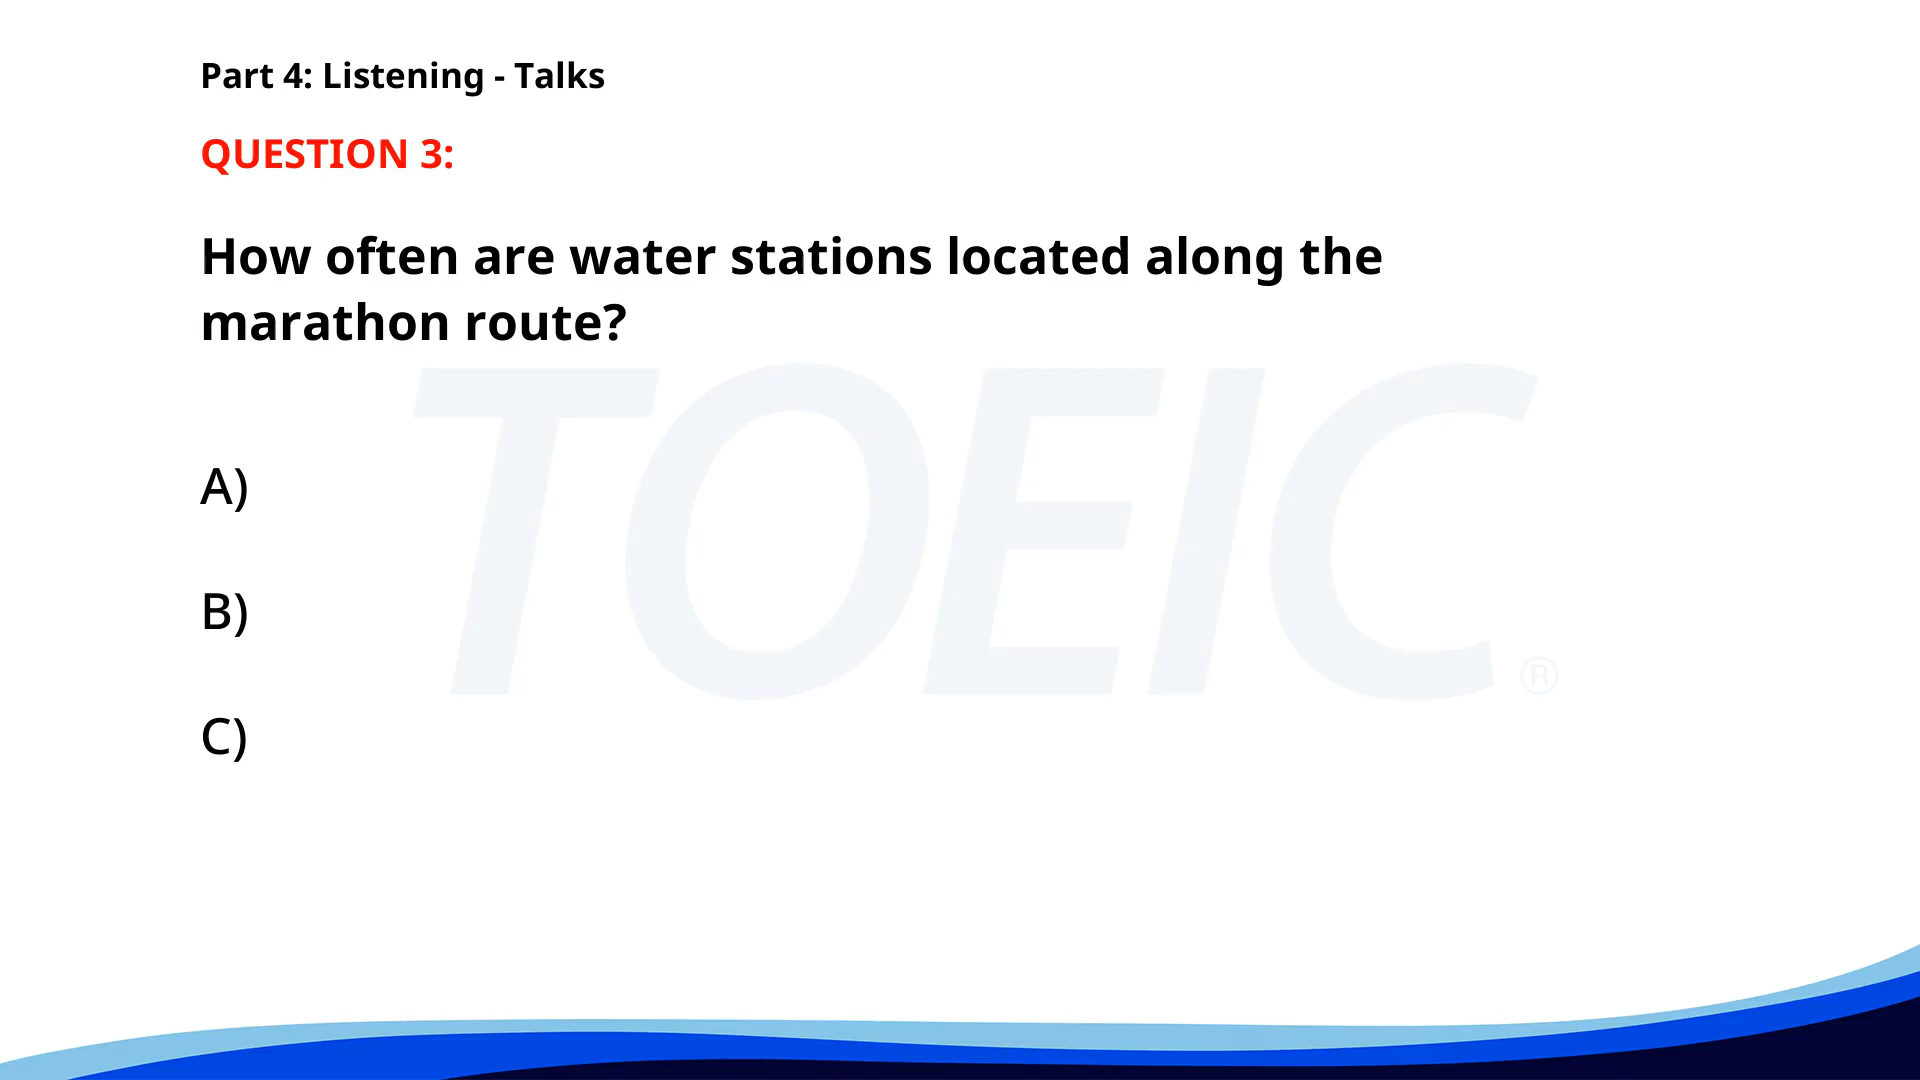 Part 4: Listening - Talks
QUESTION 3:
How often are water stations located along the
marathon route?
TOEIC®
A)
B)
C)